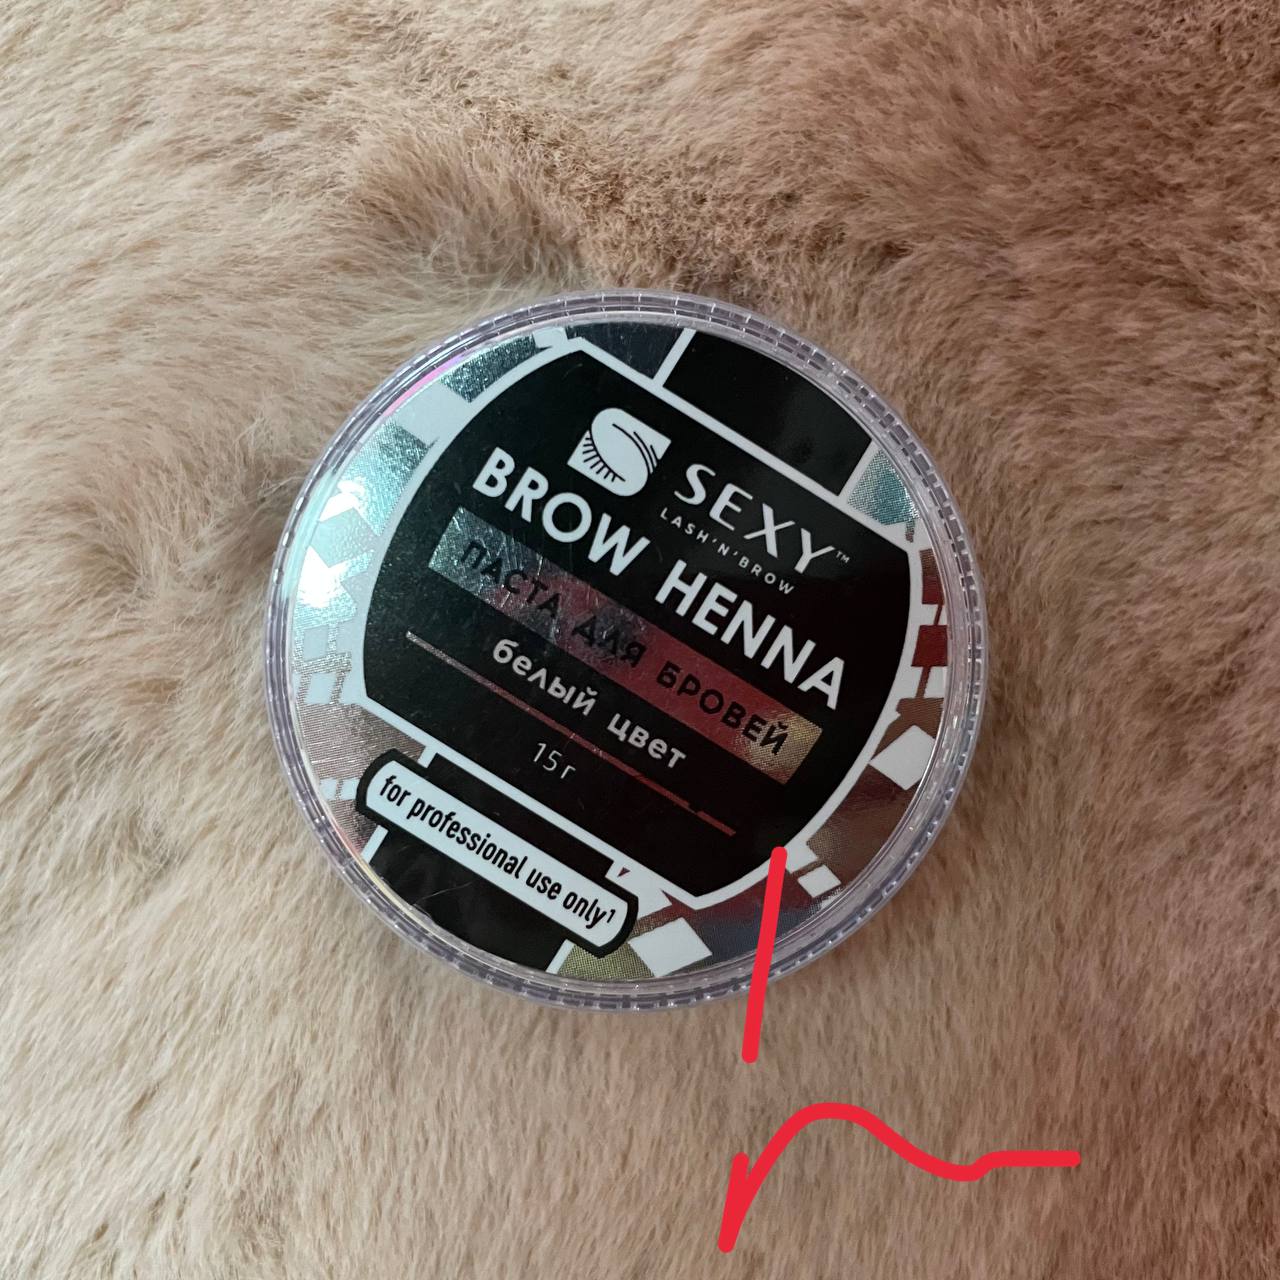 SEXY™
LASH'N'BROW
BROW HENNA
ПАСТА ДЛЯ БРОВЕЙ
белый цвет
15 г
for professional use only¹